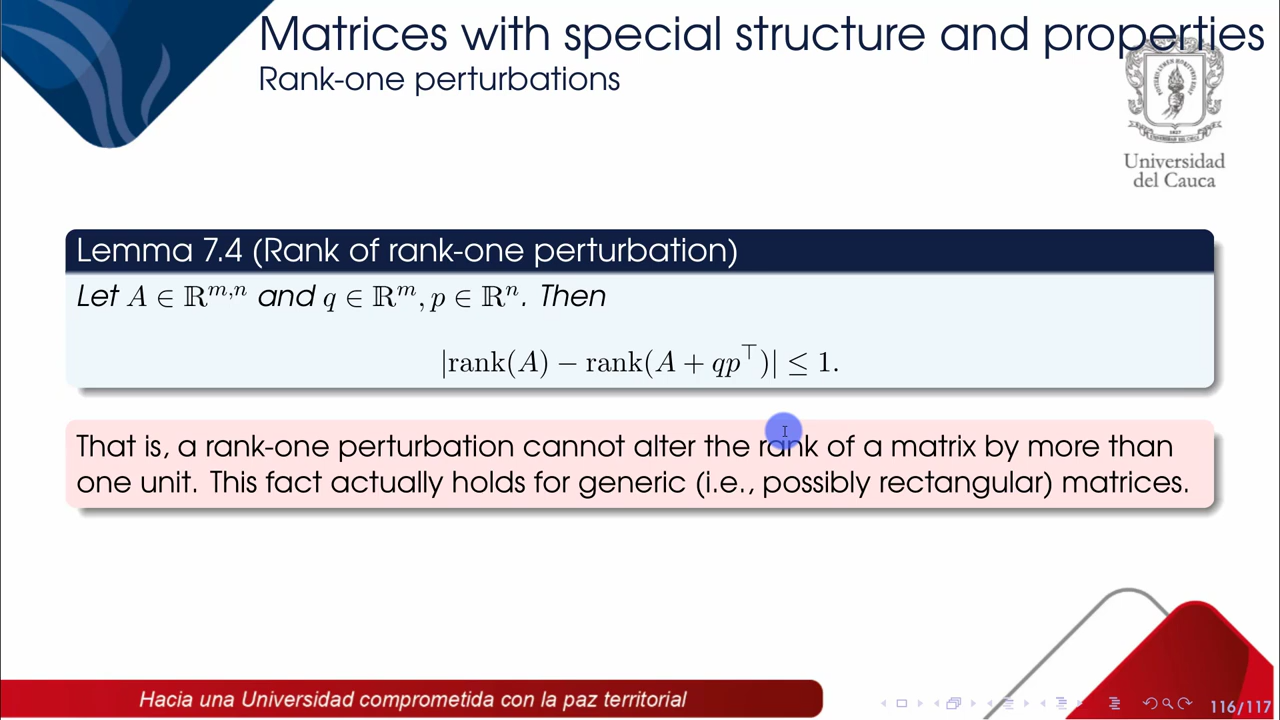 Matrices with special structure and properties
Rank-one perturbations
Universidad
del Cauca
Lemma 7.4 (Rank of rank-one perturbation)
Let A ∈ ℝ^{m,n} and q ∈ ℝ^m, p ∈ ℝ^n. Then
|rank(A) − rank(A + qp^⊤)| ≤ 1.
That is, a rank-one perturbation cannot alter the rank of a matrix by more than
one unit. This fact actually holds for generic (i.e., possibly rectangular) matrices.
Hacia una Universidad comprometida con la paz territorial
116/117